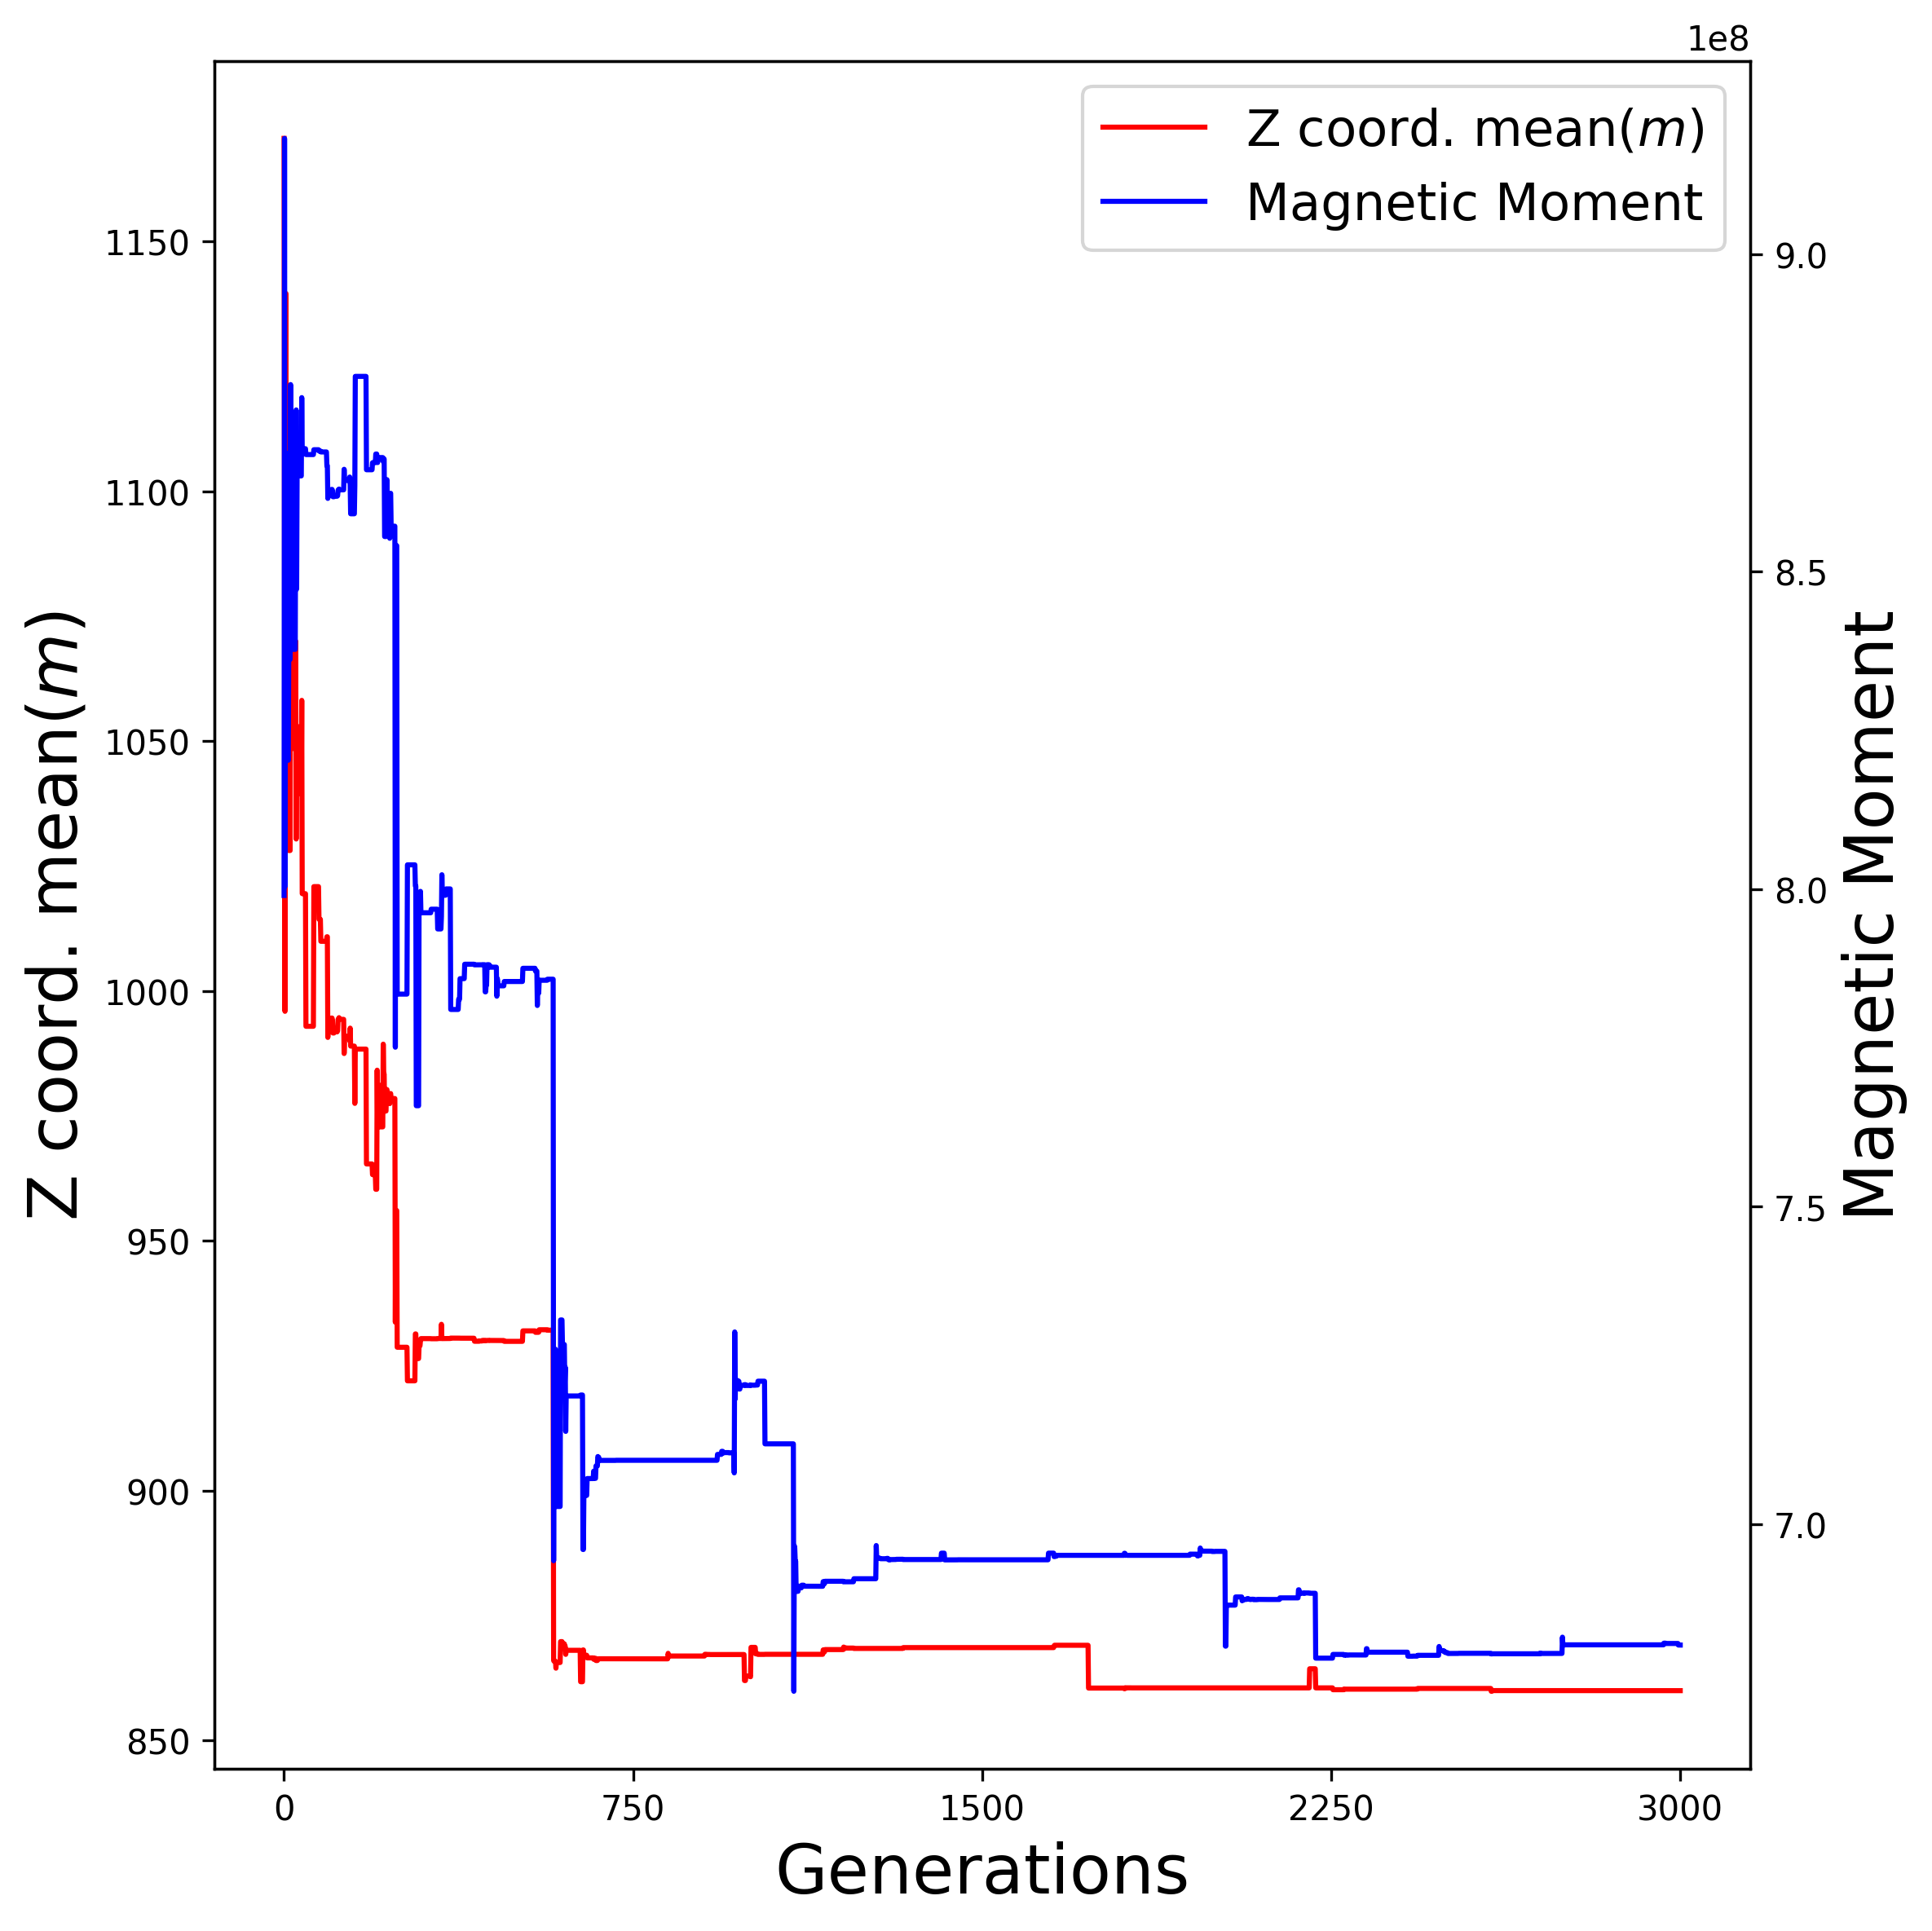 1e8
Z coord. mean(m)
Magnetic Moment
1150
1100
1050
1000
950
900
850
Z coord. mean(m)
9.0
8.5
8.0
7.5
7.0
Magnetic Moment
0 750 1500 2250 3000
Generations